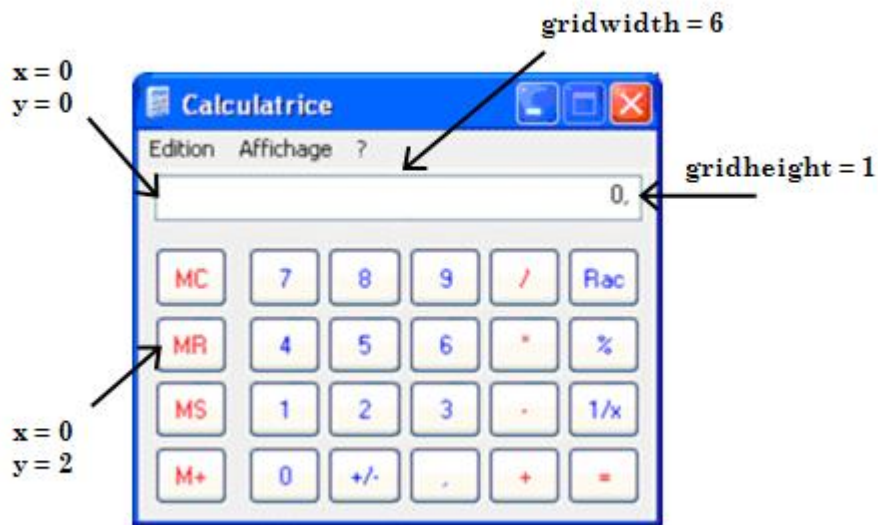 gridwidth = 6
x = 0
y = 0
Calculatrice
Edition Affichage ?
gridheight = 1
0,
MC 7 8 9 / Rac
MR 4 5 6 * %
MS 1 2 3 - 1/x
x = 0
y = 2
M+ 0 +/- , + =